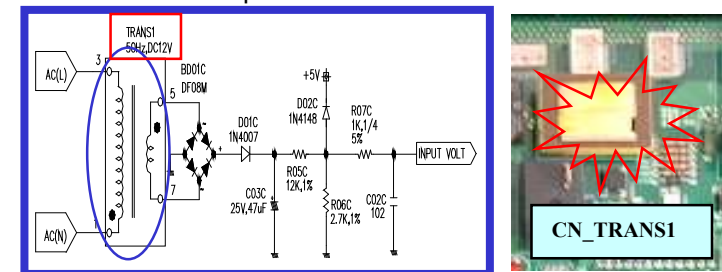 TRANS1
50Hz,DC12V
3
AC(L)
5
BD01C
DF08M
+5V
D01C
1N4007
D02C
1N4148
R07C
1K,1/4
5%
INPUT VOLT
R05C
12K,1%
7
C03C
25V,47uF
R06C
2.7K,1%
C02C
102
AC(N)
1
CN_TRANS1